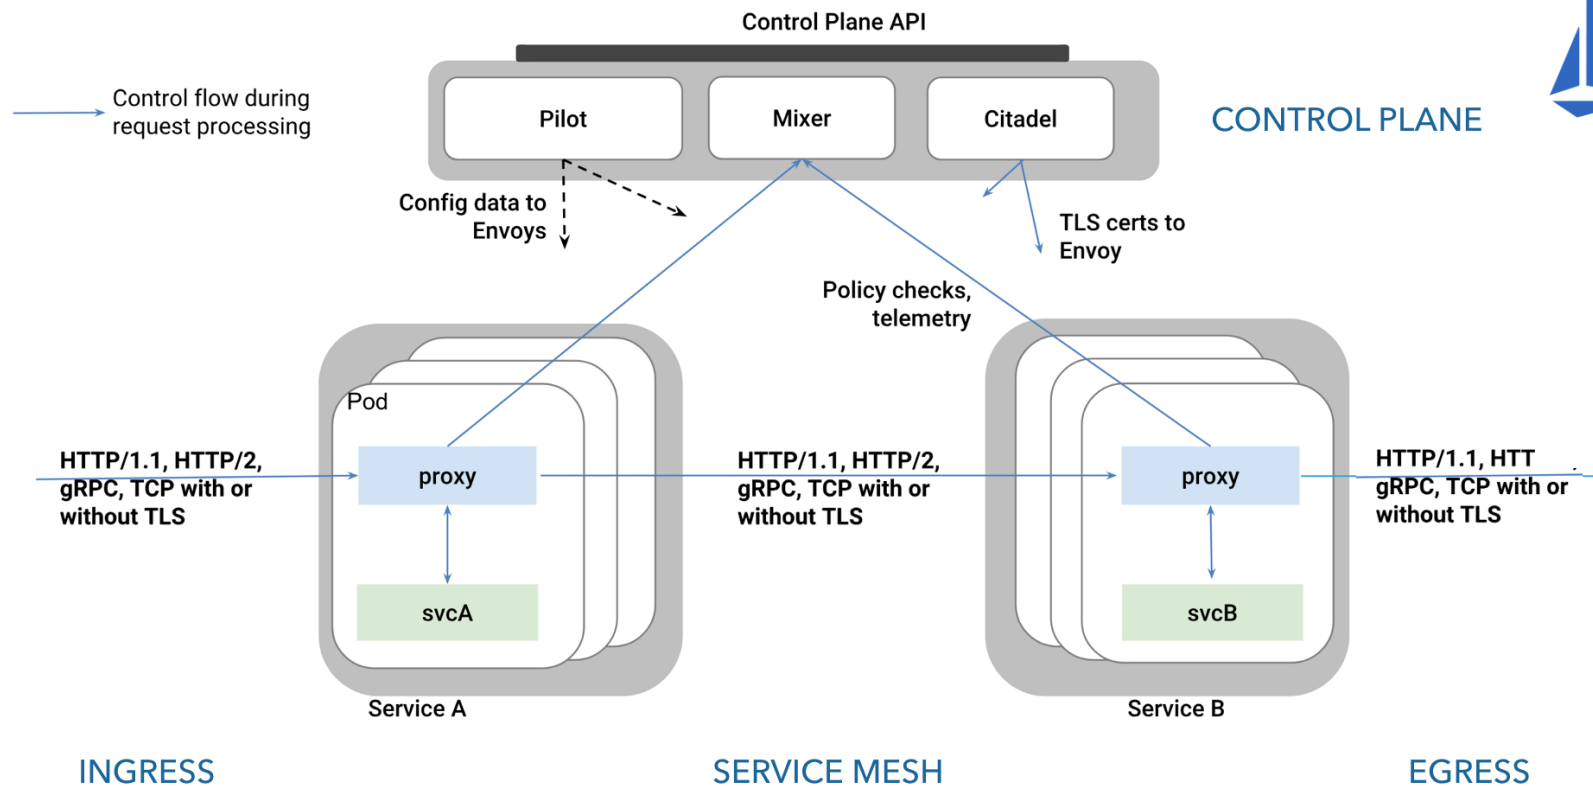 Control Plane API
Control flow during
request processing
Pilot
Mixer
Citadel
CONTROL PLANE
Config data to
Envoys
TLS certs to
Envoy
Policy checks,
telemetry
Pod
HTTP/1.1, HTTP/2,
gRPC, TCP with or
without TLS
proxy
svcA
Service A
HTTP/1.1, HTTP/2,
gRPC, TCP with or
without TLS
proxy
svcB
Service B
HTTP/1.1, HTT
gRPC, TCP with or
without TLS
INGRESS
SERVICE MESH
EGRESS